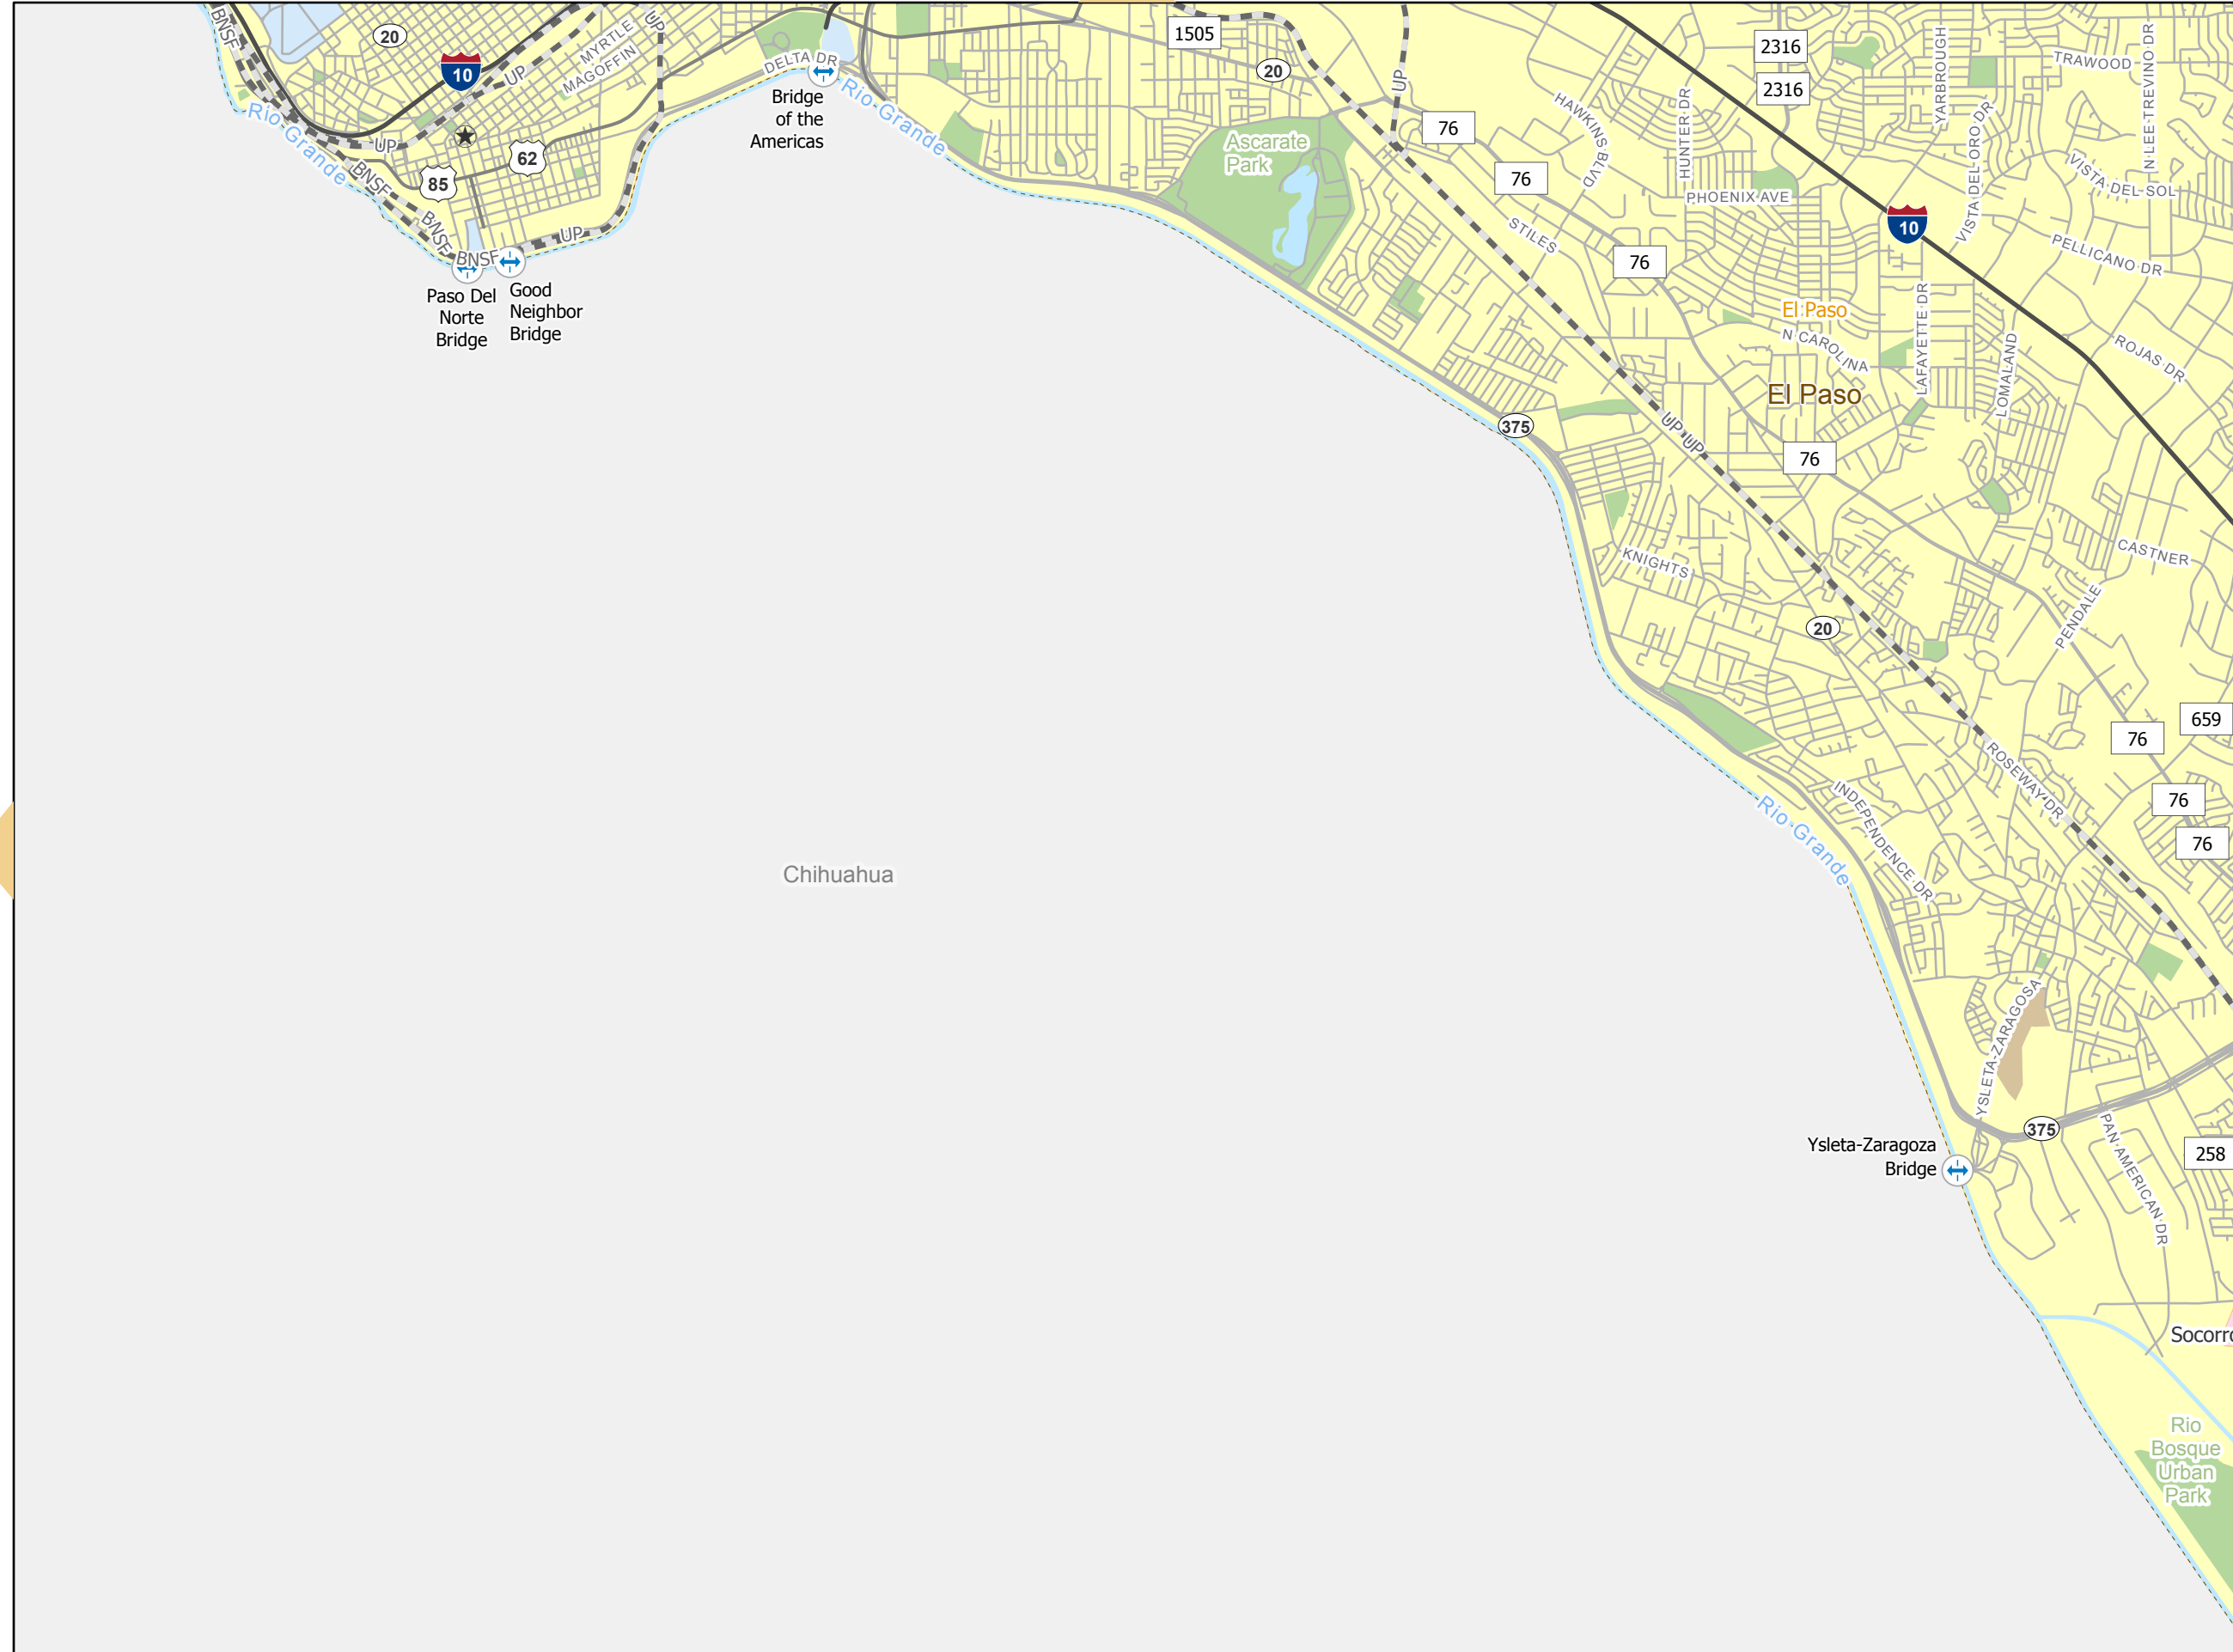 BNSF
20
10
UP
MYRTLE
MAGOFFIN
UP
DELTA DR
Bridge
of the
Americas
Rio Grande
1505
20
UP
76
2316
2316
HAWKINS BLVD
HUNTER DR
YARBROUGH
TRAWOOD
N LEE TREVINO DR
VISTA DEL ORO DR
VISTA DEL SOL
Rio Grande
UP
BNSF
85
62
BNSF
BNSF
UP
Paso Del
Norte
Bridge
Good
Neighbor
Bridge
Ascarate
Park
76
PHOENIX AVE
STILES
76
10
PELLICANO DR
El Paso
N CAROLINA
LAFAYETTE DR
LOMALAND
ROJAS DR
El Paso
375
UP
UP
76
KNIGHTS
CASTNER
PENDALE
20
659
76
ROSEWAY DR
76
76
Rio Grande
INDEPENDENCE DR
Chihuahua
YSLETA-ZARAGOSA
375
PAN AMERICAN DR
258
Ysleta-Zaragoza
Bridge
Socorro
Rio
Bosque
Urban
Park